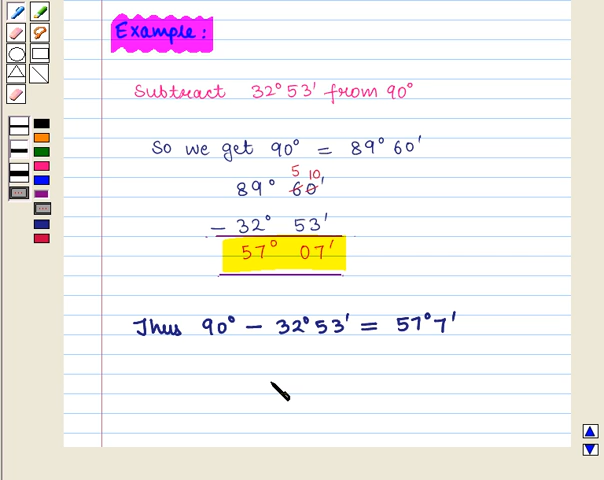 Example:
Subtract 32° 53' from 90°
So we get 90° = 89° 60'
5 10
89° 60'
- 32° 53'
57° 07'
Thus 90° - 32° 53' = 57° 7'